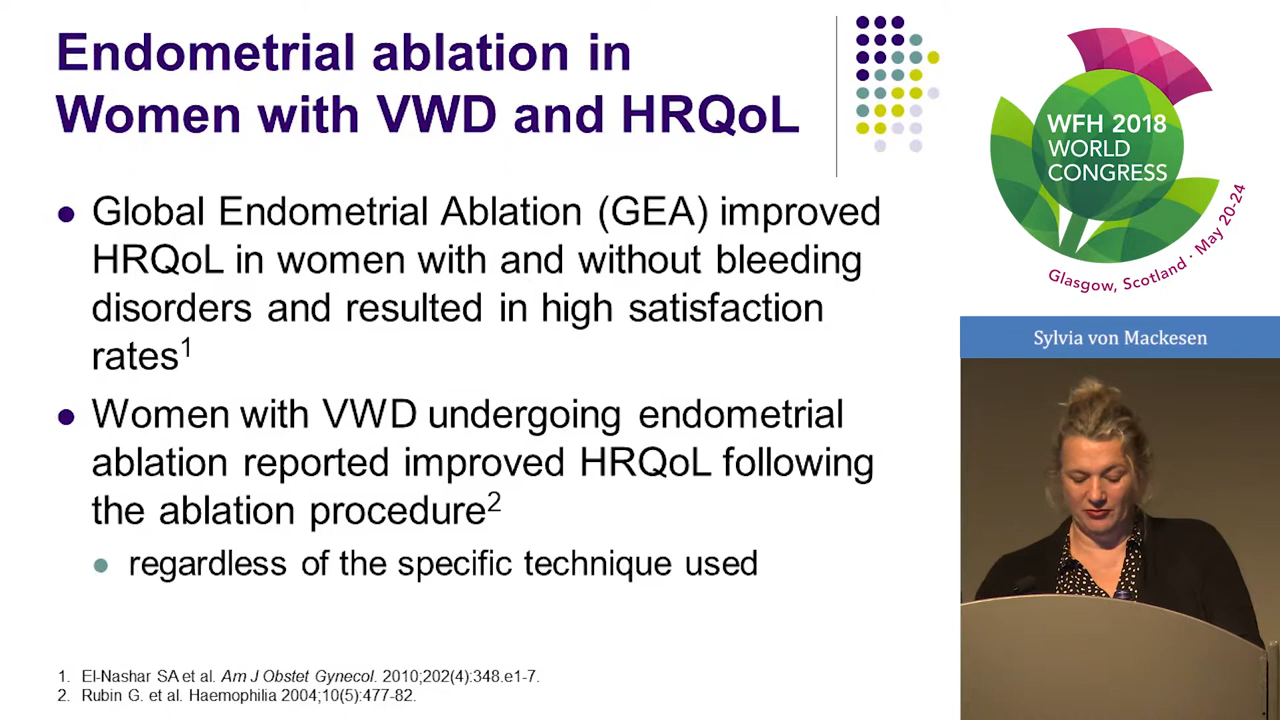 Endometrial ablation in
Women with VWD and HRQoL
● Global Endometrial Ablation (GEA) improved
HRQoL in women with and without bleeding
disorders and resulted in high satisfaction
rates1
● Women with VWD undergoing endometrial
ablation reported improved HRQoL following
the ablation procedure2
● regardless of the specific technique used
1. El-Nashar SA et al. Am J Obstet Gynecol. 2010;202(4):348.e1-7.
2. Rubin G. et al. Haemophilia 2004;10(5):477-82.
WFH 2018
WORLD
CONGRESS
Glasgow, Scotland · May 20-24
Sylvia von Mackesen